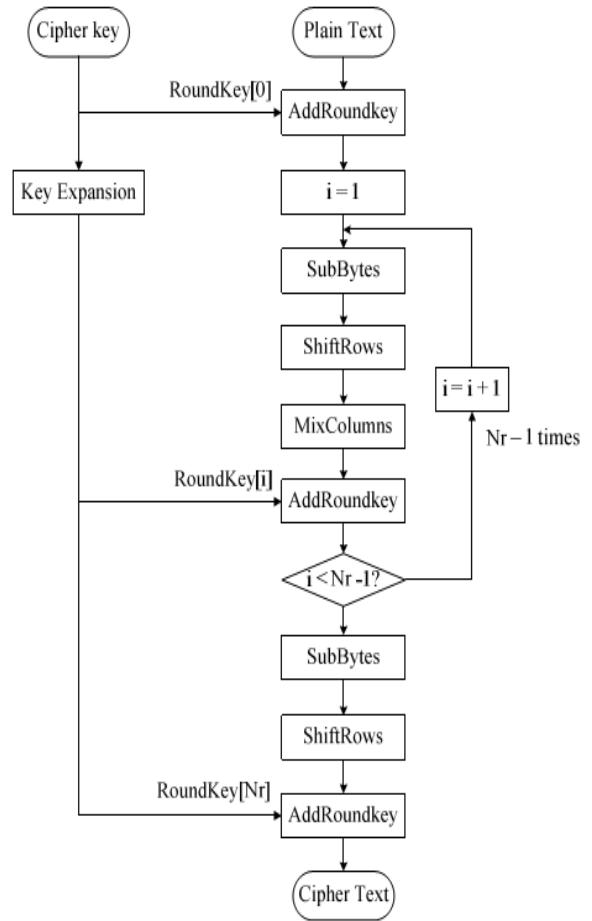 Cipher key
Plain Text
RoundKey[0]
AddRoundkey
Key Expansion
i = 1
SubBytes
ShiftRows
i = i + 1
MixColumns
Nr – 1 times
RoundKey[i]
AddRoundkey
i < Nr -1?
SubBytes
ShiftRows
RoundKey[Nr]
AddRoundkey
Cipher Text